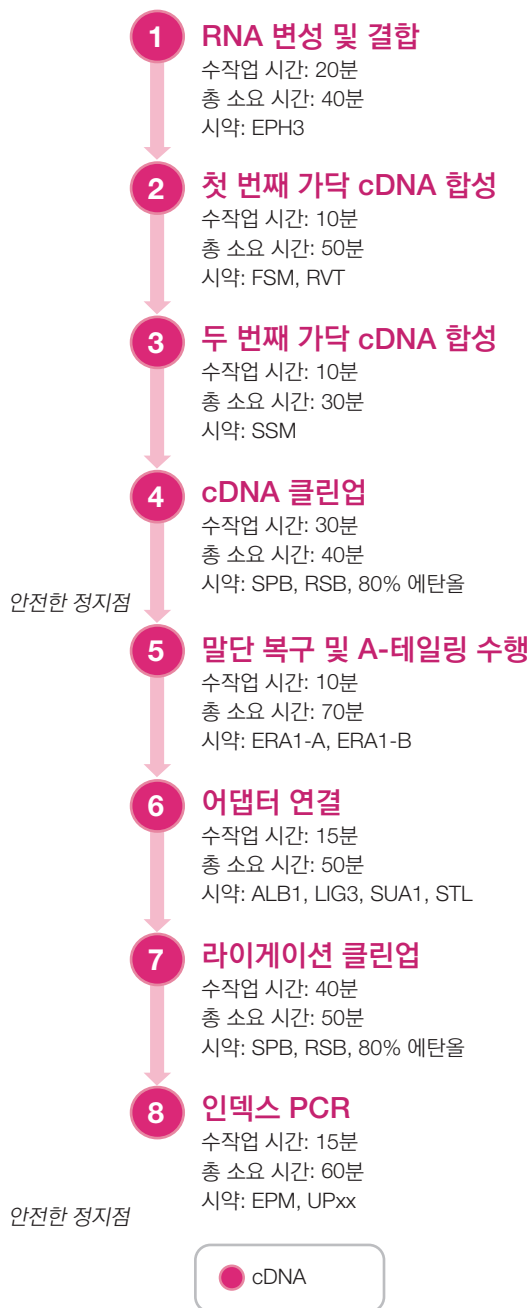 1 RNA 변성 및 결합
수작업 시간: 20분
총 소요 시간: 40분
시약: EPH3
2 첫 번째 가닥 cDNA 합성
수작업 시간: 10분
총 소요 시간: 50분
시약: FSM, RVT
3 두 번째 가닥 cDNA 합성
수작업 시간: 10분
총 소요 시간: 30분
시약: SSM
4 cDNA 클린업
수작업 시간: 30분
총 소요 시간: 40분
시약: SPB, RSB, 80% 에탄올
안전한 정지점
5 말단 복구 및 A-테일링 수행
수작업 시간: 10분
총 소요 시간: 70분
시약: ERA1-A, ERA1-B
6 어댑터 연결
수작업 시간: 15분
총 소요 시간: 50분
시약: ALB1, LIG3, SUA1, STL
7 라이게이션 클린업
수작업 시간: 40분
총 소요 시간: 50분
시약: SPB, RSB, 80% 에탄올
8 인덱스 PCR
수작업 시간: 15분
총 소요 시간: 60분
시약: EPM, UPxx
안전한 정지점
cDNA